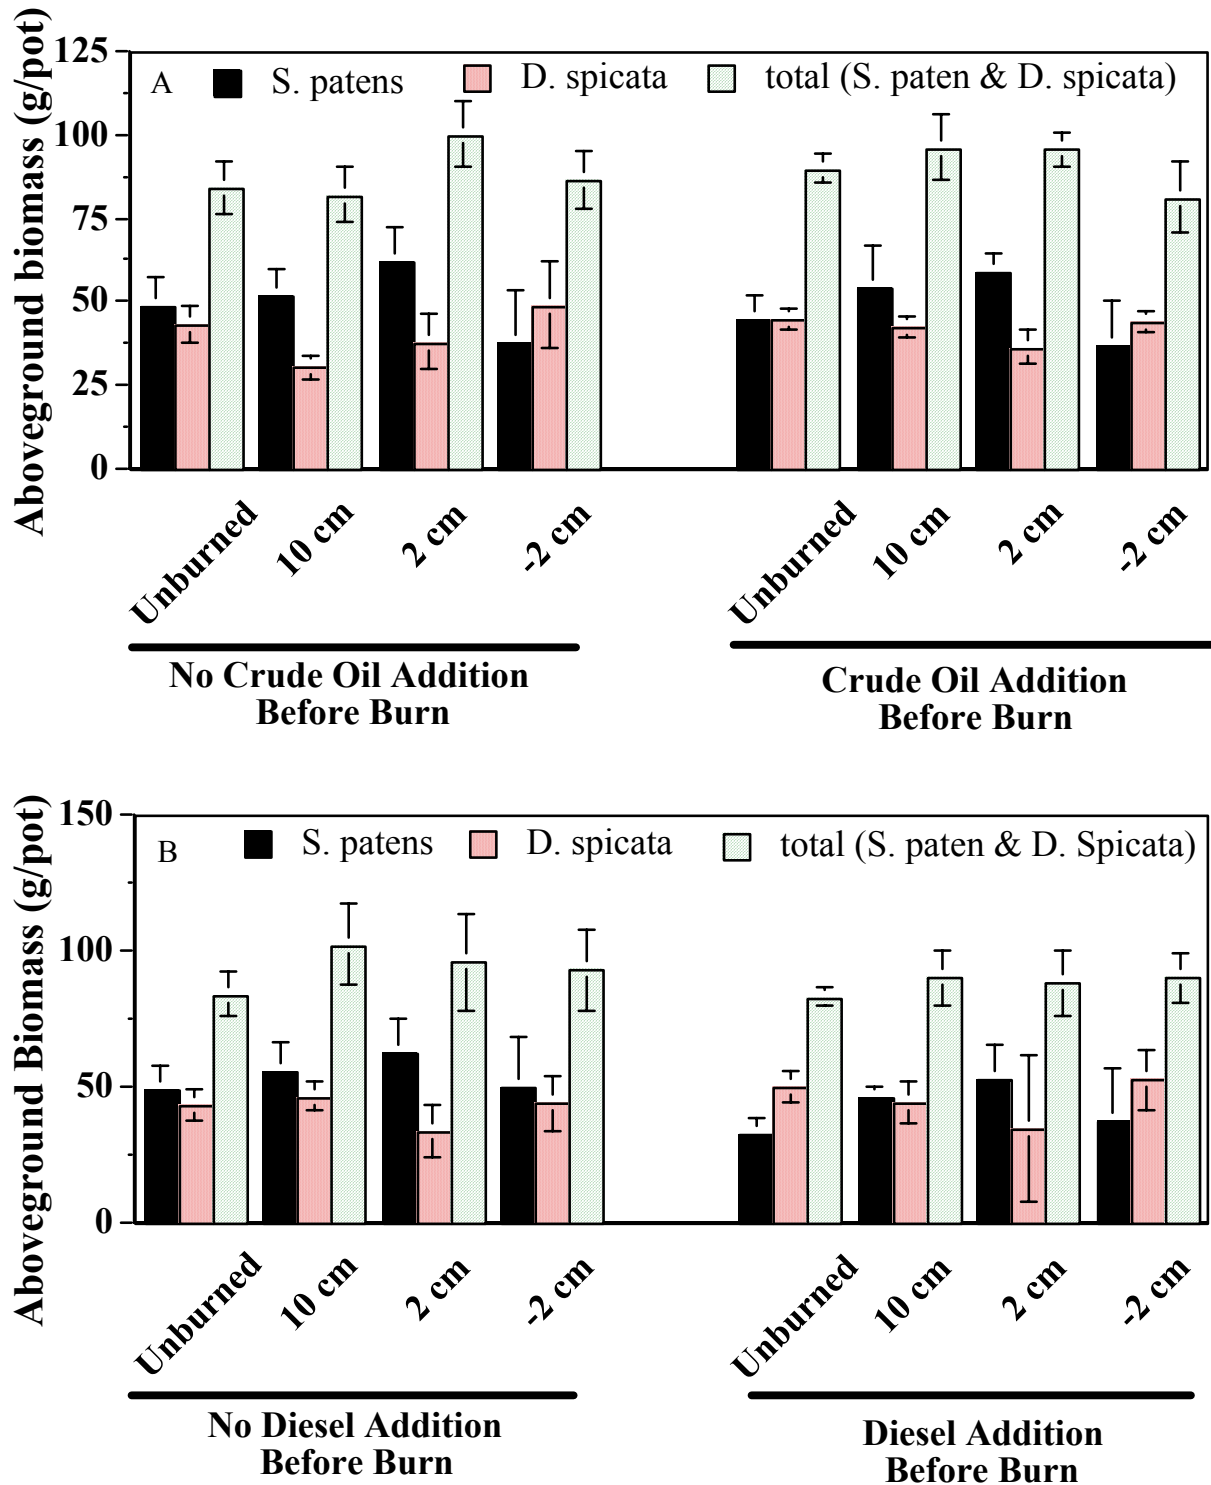 Aboveground biomass (g/pot)
125
100
75
50
25
0
A
S. patens
D. spicata
total (S. paten & D. spicata)
Unburned
10 cm
2 cm
-2 cm
Unburned
10 cm
2 cm
-2 cm
No Crude Oil Addition
Before Burn
Crude Oil Addition
Before Burn
Aboveground Biomass (g/pot)
150
100
50
0
B
S. patens
D. spicata
total (S. paten & D. Spicata)
Unburned
10 cm
2 cm
-2 cm
Unburned
10 cm
2 cm
-2 cm
No Diesel Addition
Before Burn
Diesel Addition
Before Burn